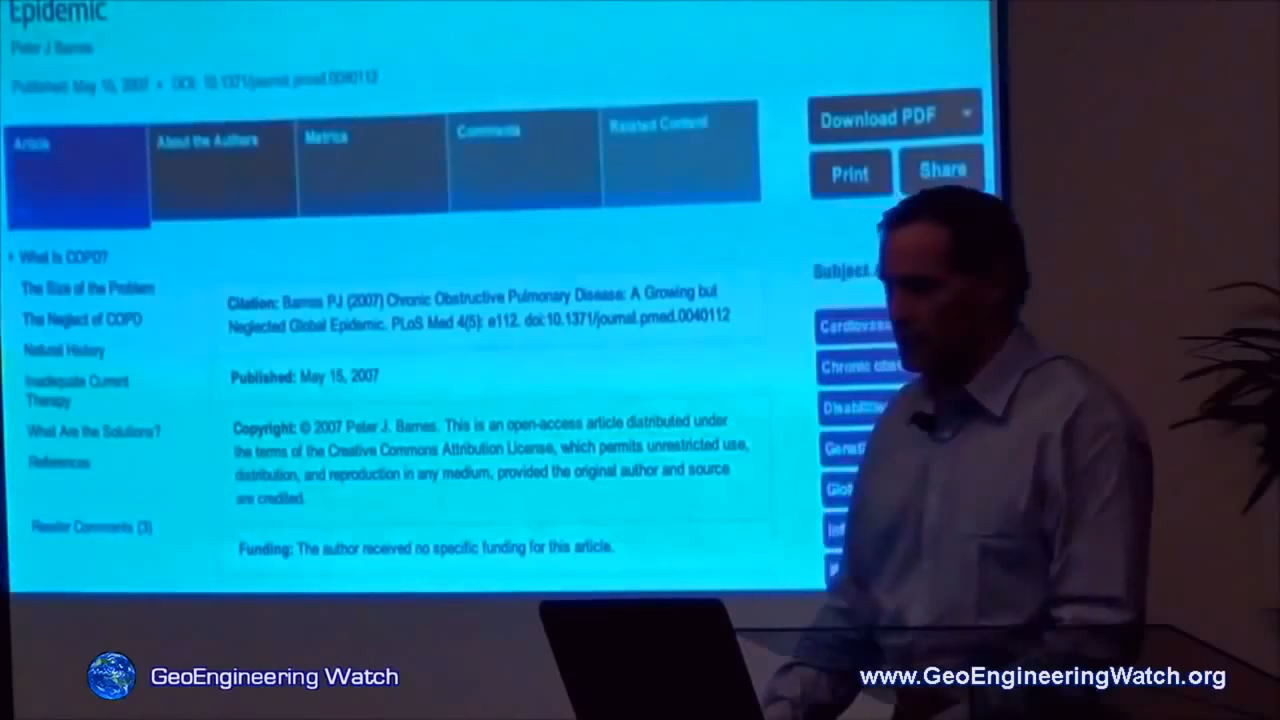 Epidemic
Peter J Barnes
Published: May 15, 2007 • DOI: 10.1371/journal.pmed.0040112
Article
About the Authors
Metrics
Comments
Related Content
Download PDF
Print
Share
What Is COPD?
The Size of the Problem
The Neglect of COPD
Natural History
Inadequate Current
Therapy
What Are the Solutions?
References
Reader Comments (3)
Citation: Barnes PJ (2007) Chronic Obstructive Pulmonary Disease: A Growing but
Neglected Global Epidemic. PLoS Med 4(5): e112. doi:10.1371/journal.pmed.0040112
Published: May 15, 2007
Copyright: © 2007 Peter J. Barnes. This is an open-access article distributed under
the terms of the Creative Commons Attribution License, which permits unrestricted use,
distribution, and reproduction in any medium, provided the original author and source
are credited.
Funding: The author received no specific funding for this article.
Subject
Chronic
GeoEngineering Watch
www.GeoEngineeringWatch.org